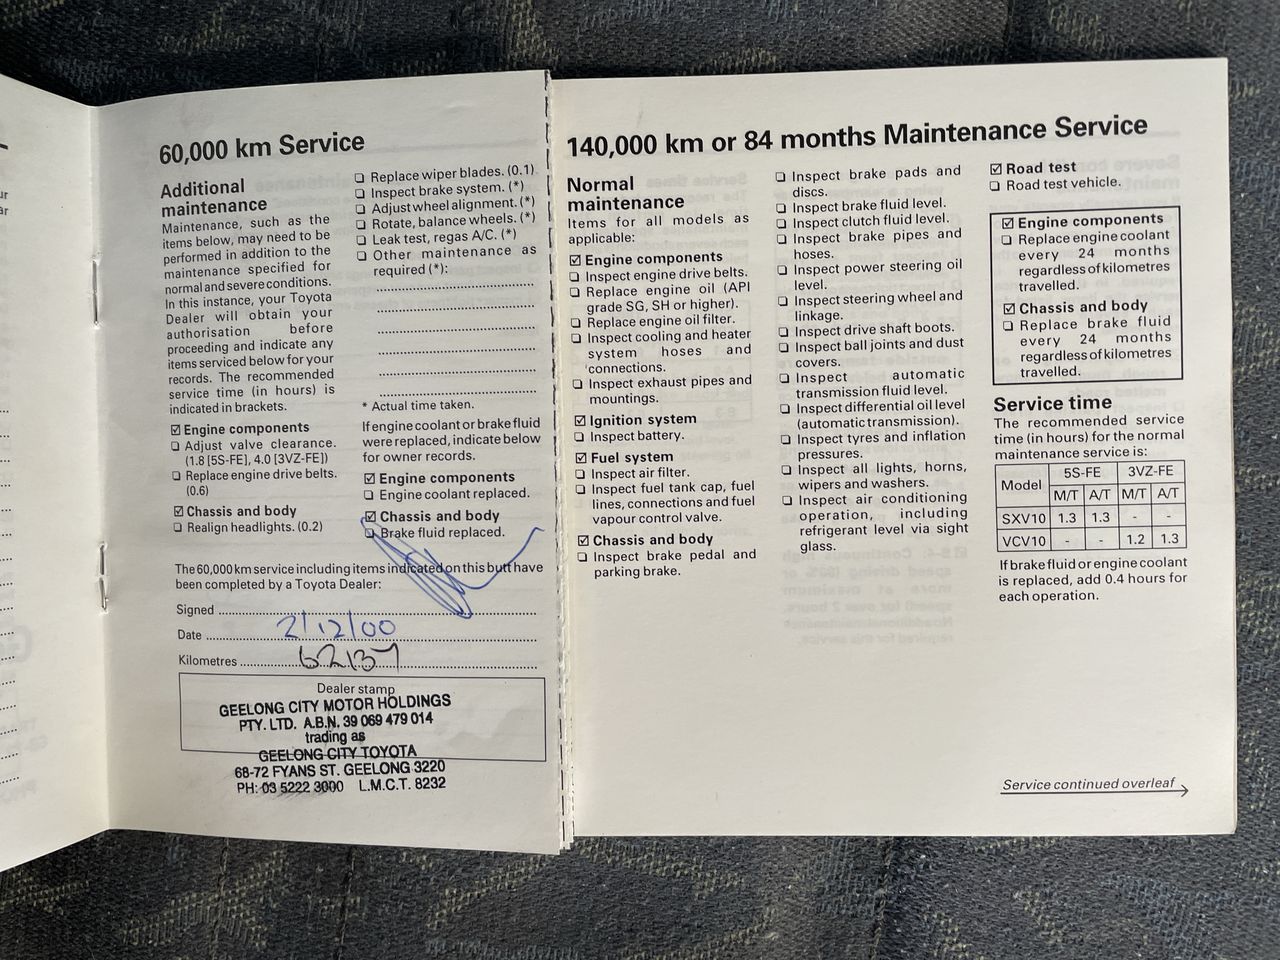 60,000 km Service
Additional
maintenance
Maintenance, such as the
items below, may need to be
performed in addition to the
maintenance specified for
normal and severe conditions.
In this instance, your Toyota
Dealer will obtain your
authorisation before
proceeding and indicate any
items serviced below for your
records. The recommended
service time (in hours) is
indicated in brackets.
☑ Engine components
❏ Adjust valve clearance.
(1.8 [5S-FE], 4.0 [3VZ-FE])
❏ Replace engine drive belts.
(0.6)
☑ Chassis and body
❏ Realign headlights. (0.2)
❏ Replace wiper blades. (0.1)
❏ Inspect brake system. (*)
❏ Adjust wheel alignment. (*)
❏ Rotate, balance wheels. (*)
❏ Leak test, regas A/C. (*)
❏ Other maintenance as
required (*):
* Actual time taken.
If engine coolant or brake fluid
were replaced, indicate below
for owner records.
☑ Engine components
❏ Engine coolant replaced.
☑ Chassis and body
❏ Brake fluid replaced.
The 60,000 km service including items indicated on this butt have
been completed by a Toyota Dealer:
Signed
Date 2/12/00
Kilometres 62137
Dealer stamp
GEELONG CITY MOTOR HOLDINGS
PTY. LTD. A.B.N. 39 069 479 014
trading as
GEELONG CITY TOYOTA
68-72 FYANS ST. GEELONG 3220
PH: 03 5222 3000 L.M.C.T. 8232
140,000 km or 84 months Maintenance Service
Normal
maintenance
Items for all models as
applicable:
☑ Engine components
❏ Inspect engine drive belts.
❏ Replace engine oil (API
grade SG, SH or higher).
❏ Replace engine oil filter.
❏ Inspect cooling and heater
system hoses and
connections.
❏ Inspect exhaust pipes and
mountings.
☑ Ignition system
❏ Inspect battery.
☑ Fuel system
❏ Inspect air filter.
❏ Inspect fuel tank cap, fuel
lines, connections and fuel
vapour control valve.
☑ Chassis and body
❏ Inspect brake pedal and
parking brake.
❏ Inspect brake pads and
discs.
❏ Inspect brake fluid level.
❏ Inspect clutch fluid level.
❏ Inspect brake pipes and
hoses.
❏ Inspect power steering oil
level.
❏ Inspect steering wheel and
linkage.
❏ Inspect drive shaft boots.
❏ Inspect ball joints and dust
covers.
❏ Inspect automatic
transmission fluid level.
❏ Inspect differential oil level
(automatic transmission).
❏ Inspect tyres and inflation
pressures.
❏ Inspect all lights, horns,
wipers and washers.
❏ Inspect air conditioning
operation, including
refrigerant level via sight
glass.
☑ Road test
❏ Road test vehicle.
☑ Engine components
❏ Replace engine coolant
every 24 months
regardless of kilometres
travelled.
☑ Chassis and body
❏ Replace brake fluid
every 24 months
regardless of kilometres
travelled.
Service time
The recommended service
time (in hours) for the normal
maintenance service is:
Model 5S-FE 3VZ-FE
M/T A/T M/T A/T
SXV10 1.3 1.3 - -
VCV10 - - 1.2 1.3
If brake fluid or engine coolant
is replaced, add 0.4 hours for
each operation.
Service continued overleaf